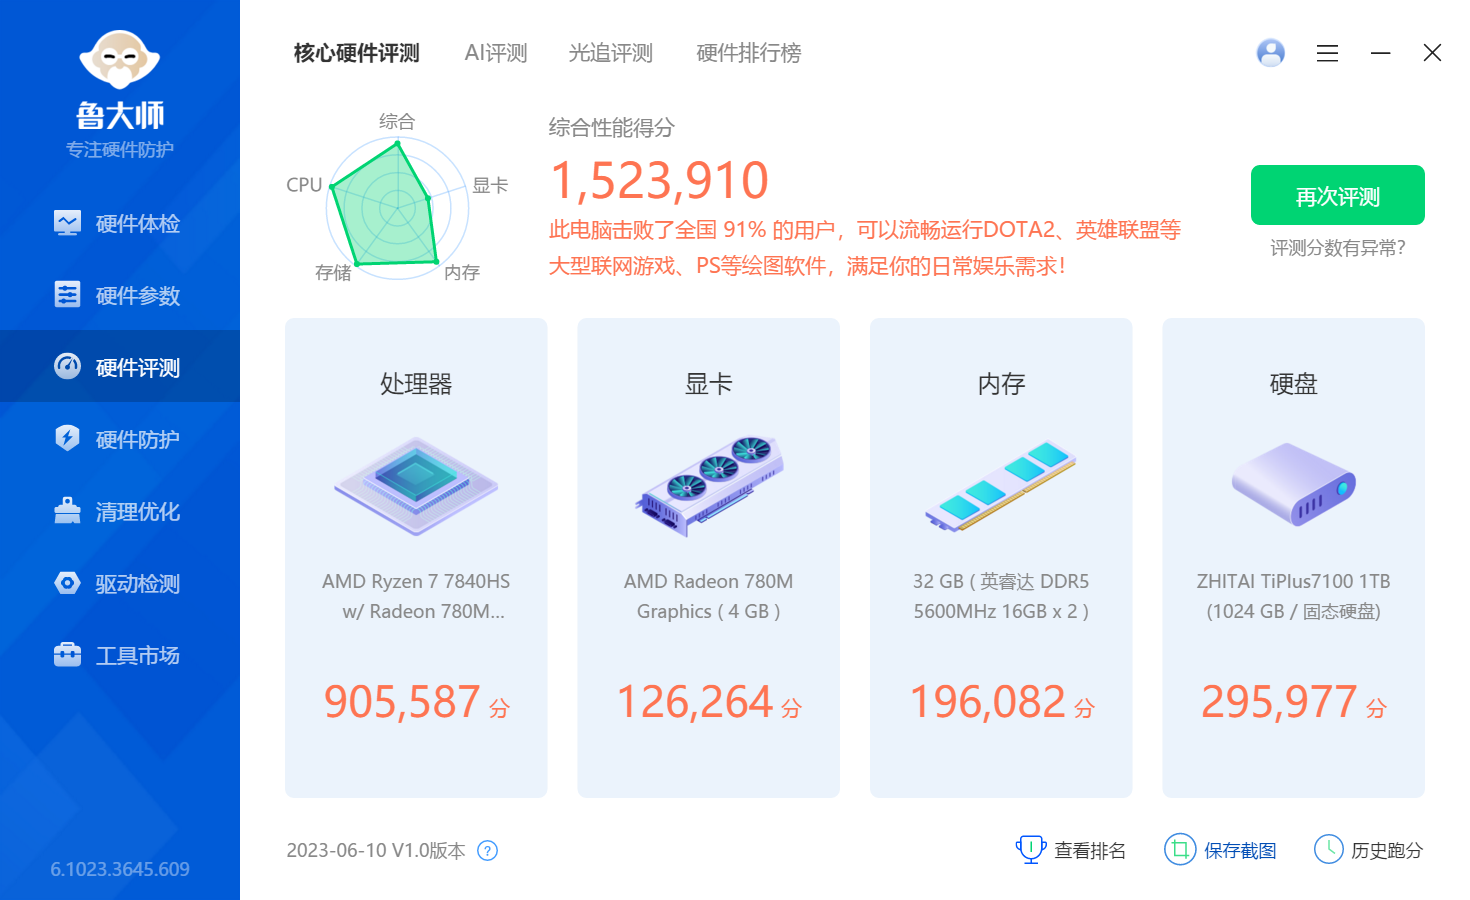 鲁大师
专注硬件防护
硬件体检
硬件参数
硬件评测
硬件防护
清理优化
驱动检测
工具市场
6.1023.3645.609
核心硬件评测 AI评测 光追评测 硬件排行榜
综合
CPU
显卡
存储
内存
综合性能得分
1,523,910
此电脑击败了全国 91% 的用户，可以流畅运行DOTA2、英雄联盟等
大型联网游戏、PS等绘图软件，满足你的日常娱乐需求！
再次评测
评测分数有异常?
处理器
AMD Ryzen 7 7840HS
w/ Radeon 780M...
905,587 分
显卡
AMD Radeon 780M
Graphics ( 4 GB )
126,264 分
内存
32 GB ( 英睿达 DDR5
5600MHz 16GB x 2 )
196,082 分
硬盘
ZHITAI TiPlus7100 1TB
(1024 GB / 固态硬盘)
295,977 分
2023-06-10 V1.0版本 ?
查看排名 保存截图 历史跑分